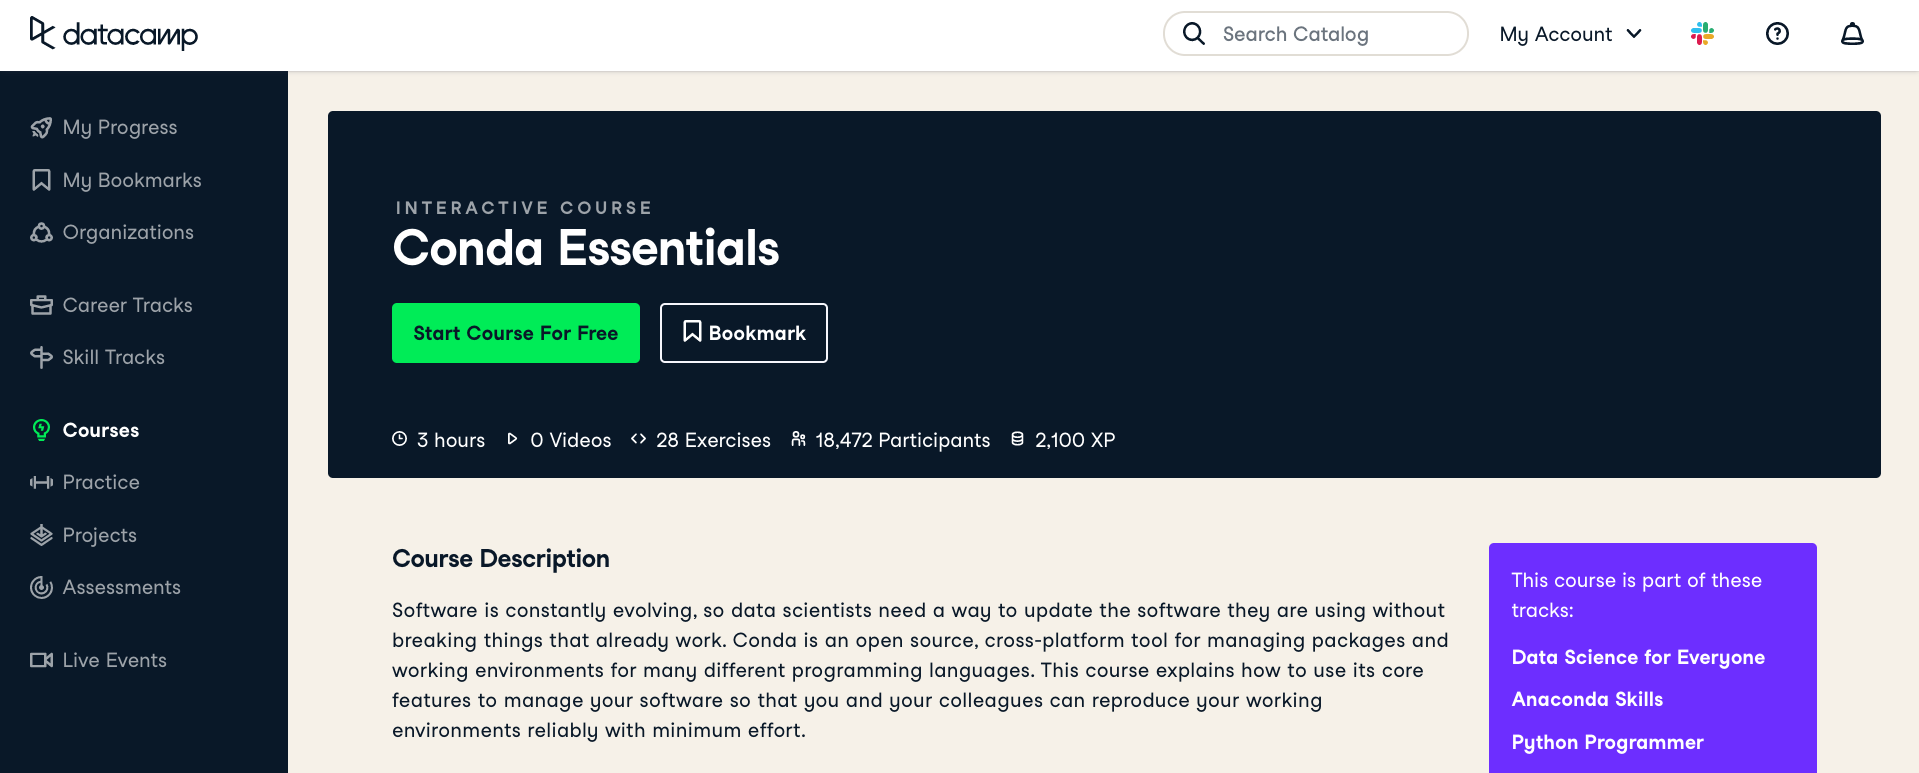 datacamp
Search Catalog
My Account
My Progress
My Bookmarks
Organizations
Career Tracks
Skill Tracks
Courses
Practice
Projects
Assessments
Live Events
INTERACTIVE COURSE
Conda Essentials
Start Course For Free
Bookmark
3 hours 0 Videos 28 Exercises 18,472 Participants 2,100 XP
Course Description
Software is constantly evolving, so data scientists need a way to update the software they are using without
breaking things that already work. Conda is an open source, cross-platform tool for managing packages and
working environments for many different programming languages. This course explains how to use its core
features to manage your software so that you and your colleagues can reproduce your working
environments reliably with minimum effort.
This course is part of these
tracks:
Data Science for Everyone
Anaconda Skills
Python Programmer